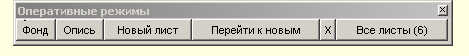 Оперативные режимы
Фонд Опись Новый лист Перейти к новым X Все листы (6)